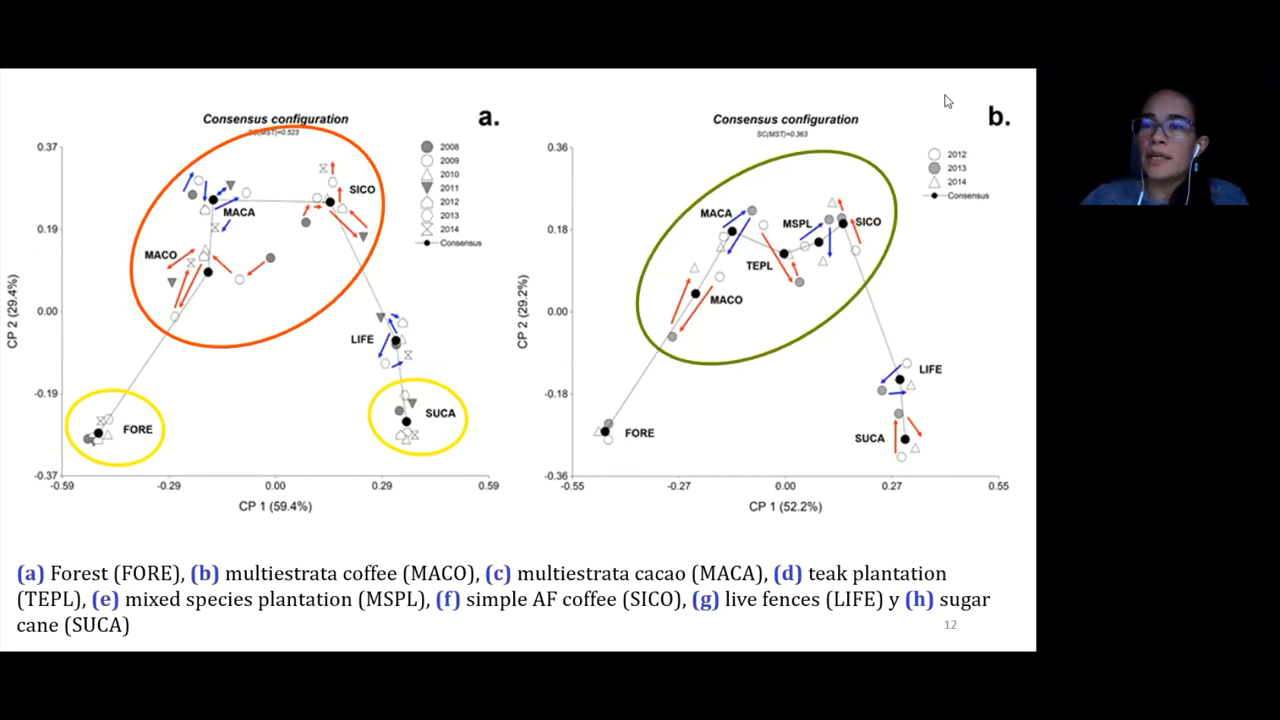 Consensus configuration
SC(MST)=0.523
a.
0.37
0.19
0.00
-0.19
-0.37
CP 2 (29.4%)
-0.59
-0.29
0.00
0.29
0.59
CP 1 (59.4%)
MACA
SICO
MACO
LIFE
FORE
SUCA
2008
2009
2010
2011
2012
2013
2014
Consensus
Consensus configuration
SC(MST)=0.363
b.
0.36
0.18
0.00
-0.18
-0.36
CP 2 (29.2%)
-0.55
-0.27
0.00
0.27
0.55
CP 1 (52.2%)
MACA
MSPL
SICO
TEPL
MACO
LIFE
FORE
SUCA
2012
2013
2014
Consensus
(a) Forest (FORE), (b) multiestrata coffee (MACO), (c) multiestrata cacao (MACA), (d) teak plantation
(TEPL), (e) mixed species plantation (MSPL), (f) simple AF coffee (SICO), (g) live fences (LIFE) y (h) sugar
cane (SUCA)
12